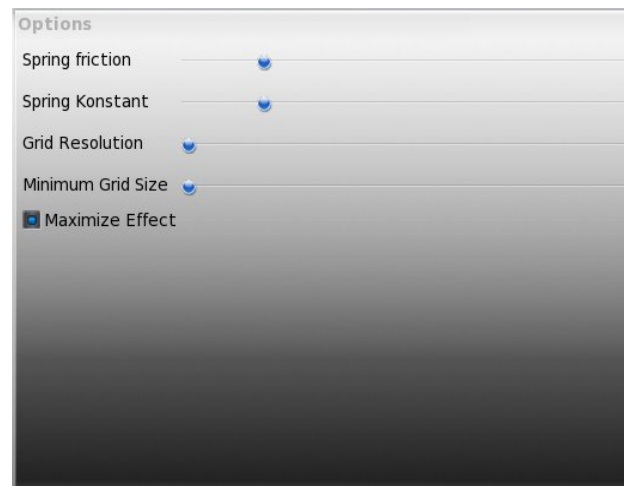 Options
Spring friction
Spring Konstant
Grid Resolution
Minimum Grid Size
Maximize Effect